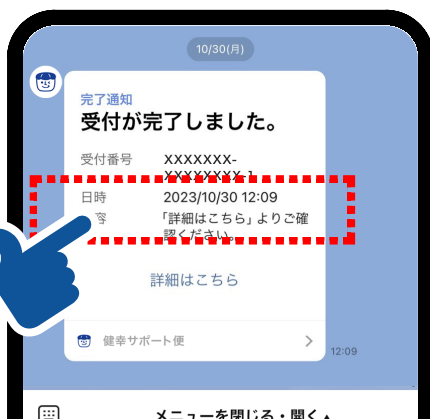 10/30(月)
完了通知
受付が完了しました。
受付番号 XXXXXXX-
XXXXXXXX-1
日時 2023/10/30 12:09
容 「詳細はこちら」よりご確
認ください。
詳細はこちら
健幸サポート便
12:09
メニューを閉じる・開く▲